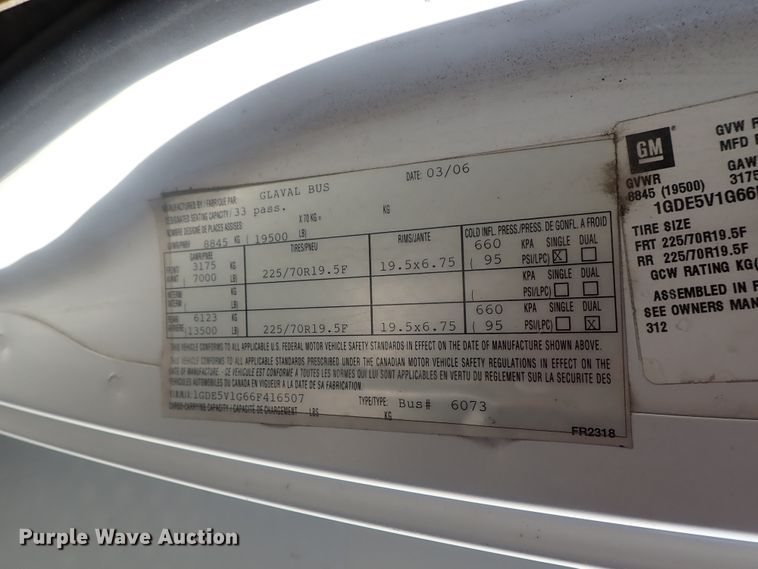 MANUFACTURED BY / FABRIQUE PAR GLAVAL BUS DATE: 03/06
DESIGNATED SEATING CAPACITY / 33 pass.
NOMBRE DESIGNE DE PLACES ASSISES X 70 KG = KG
GVWR/PNBV 8845 KG ( 19500 LB)
GAWR/PNBE TIRES/PNEU RIMS/JANTE COLD INFL. PRESS/PRESS. DE GONFL. A FROID
FRONT/ 3175 KG 660 KPA SINGLE DUAL
AVANT ( 7000 LB) 225/70R19.5F 19.5x6.75 ( 95 PSI/LPC) X
INTERM KG KPA SINGLE DUAL
INTERM ( LB) ( PSI/LPC)
REAR/ 6123 KG 660 KPA SINGLE DUAL
ARRIERE ( 13500 LB) 225/70R19.5F 19.5x6.75 ( 95 PSI/LPC) X
THIS VEHICLE CONFORMS TO ALL APPLICABLE U.S. FEDERAL MOTOR VEHICLE SAFETY STANDARDS IN EFFECT ON THE DATE OF MANUFACTURE SHOWN ABOVE.
THIS VEHICLE CONFORMS TO ALL APPLICABLE STANDARDS PRESCRIBED UNDER THE CANADIAN MOTOR VEHICLE SAFETY REGULATIONS IN EFFECT ON THE
DATE OF MANUFACTURE - CE VEHICULE EST CONFORME A TOUTES LES NORMES QUI LUI SONT APPLICABLES EN VERTU DU REGLEMENT SUR LA SECURITE DES
VEHICULES AUTOMOBILES DU CANADA EN VIGUEUR A LA DATE DE SA FABRICATION.
1GDE5V1G66F416507 TYPE/TYPE: Bus# 6073
CARGO CAPACITY / CAPACITE DE CHARGEMENT LBS KG
FR2318
GM
GVW R
MFD
GVWR GAW
8845 (19500) 3175
1GDE5V1G66
TIRE SIZE
FRT 225/70R19.5F
RR 225/70R19.5F
GCW RATING KG(
ASSEMBLED IN
SEE OWNERS MAN
312
Purple Wave Auction